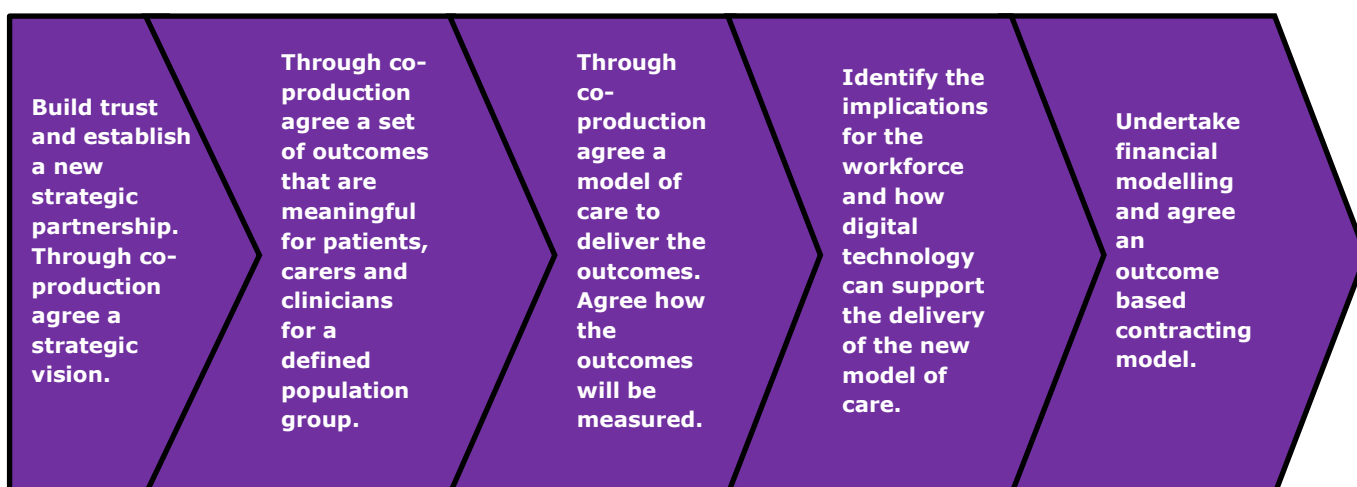 Build trust
and establish
a new
strategic
partnership.
Through co-
production
agree a
strategic
vision.
Through co-
production
agree a set
of outcomes
that are
meaningful
for patients,
carers and
clinicians
for a
defined
population
group.
Through
co-
production
agree a
model of
care to
deliver the
outcomes.
Agree how
the
outcomes
will be
measured.
Identify the
implications
for the
workforce
and how
digital
technology
can support
the delivery
of the new
model of
care.
Undertake
financial
modelling
and agree
an
outcome
based
contracting
model.